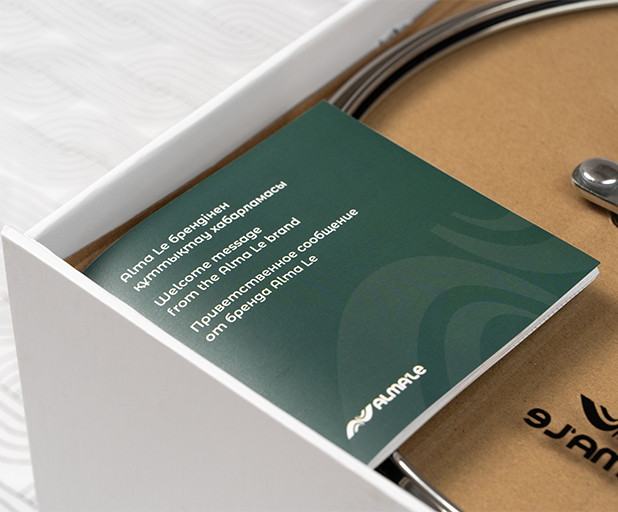 Alma Le брендінен
құттықтау хабарламасы
Welcome message
from the Alma Le brand
Приветственное сообщение
от бренда Alma Le
ALMA'LE